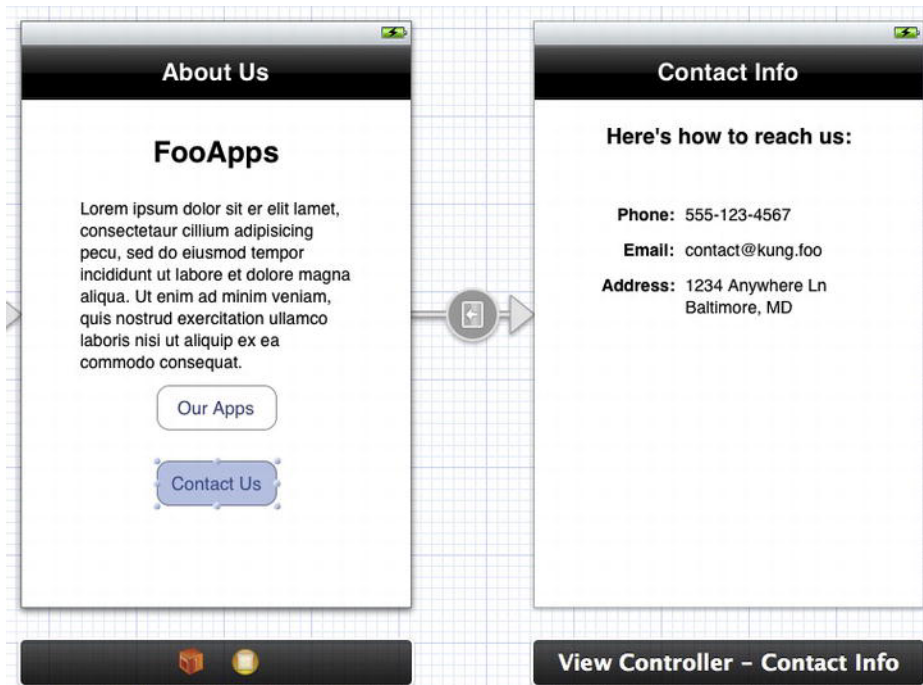 About Us
FooApps
Lorem ipsum dolor sit er elit lamet,
consectetaur cillium adipisicing
pecu, sed do eiusmod tempor
incididunt ut labore et dolore magna
aliqua. Ut enim ad minim veniam,
quis nostrud exercitation ullamco
laboris nisi ut aliquip ex ea
commodo consequat.
Our Apps
Contact Us
Contact Info
Here's how to reach us:
Phone: 555-123-4567
Email: contact@kung.foo
Address: 1234 Anywhere Ln
Baltimore, MD
View Controller – Contact Info